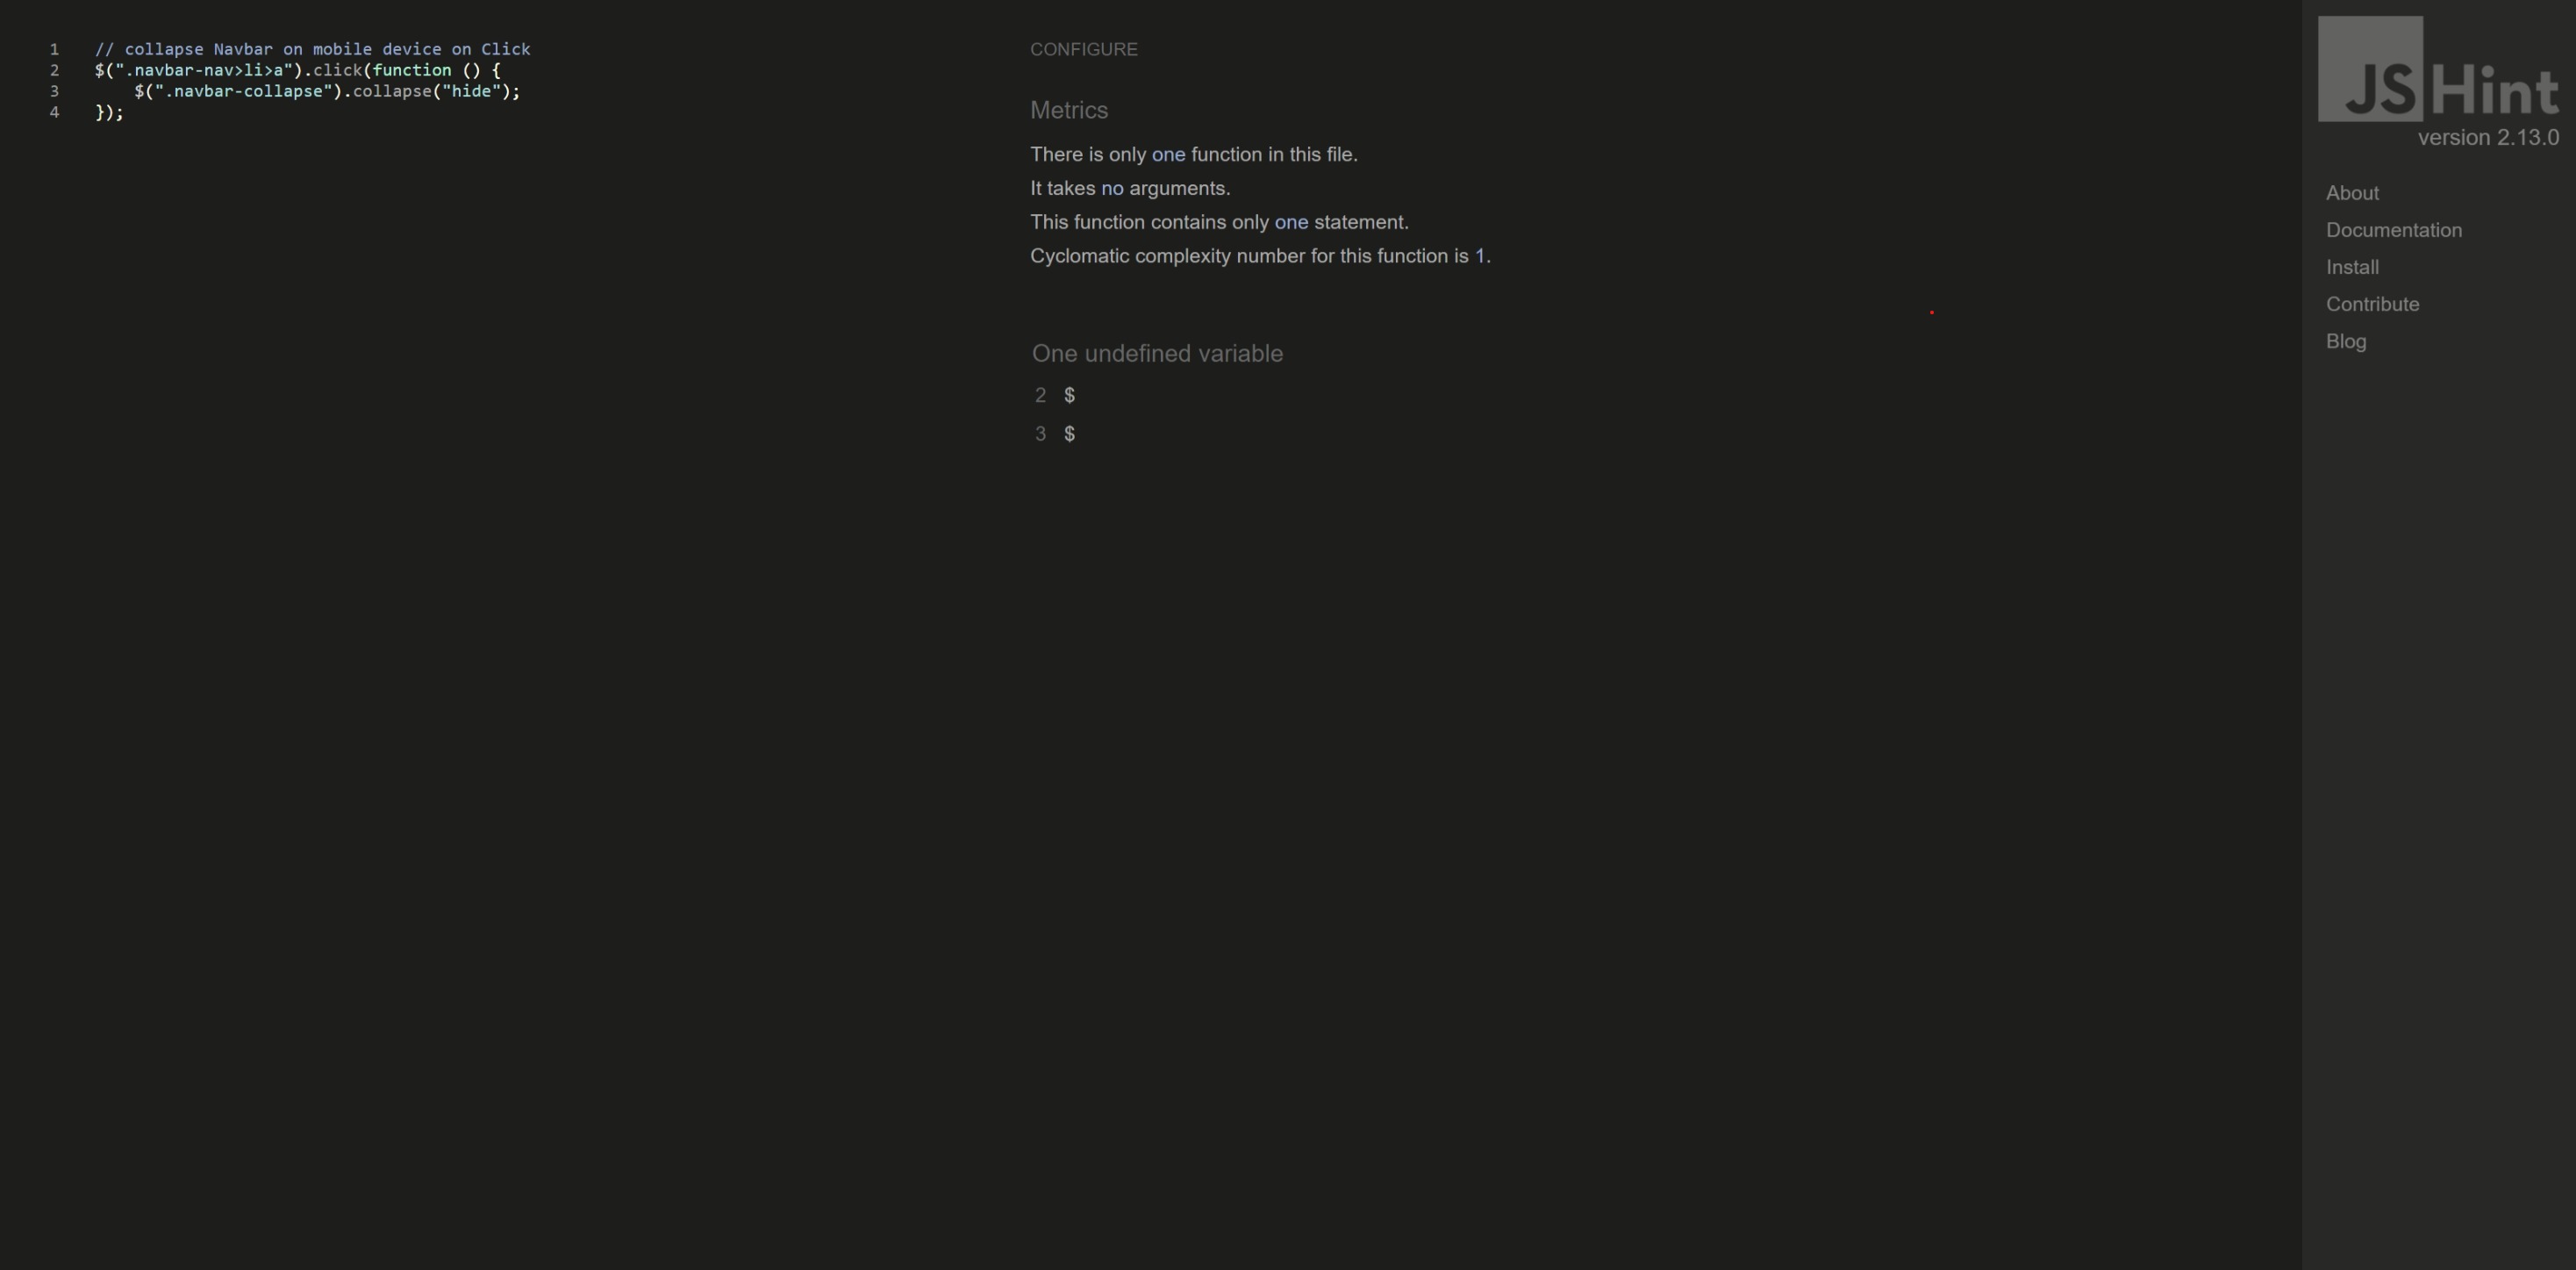 1 // collapse Navbar on mobile device on Click
2 $(".navbar-nav>li>a").click(function () {
3     $(".navbar-collapse").collapse("hide");
4 });
CONFIGURE
Metrics
There is only one function in this file.
It takes no arguments.
This function contains only one statement.
Cyclomatic complexity number for this function is 1.
One undefined variable
2 $
3 $
JSHint
version 2.13.0
About
Documentation
Install
Contribute
Blog